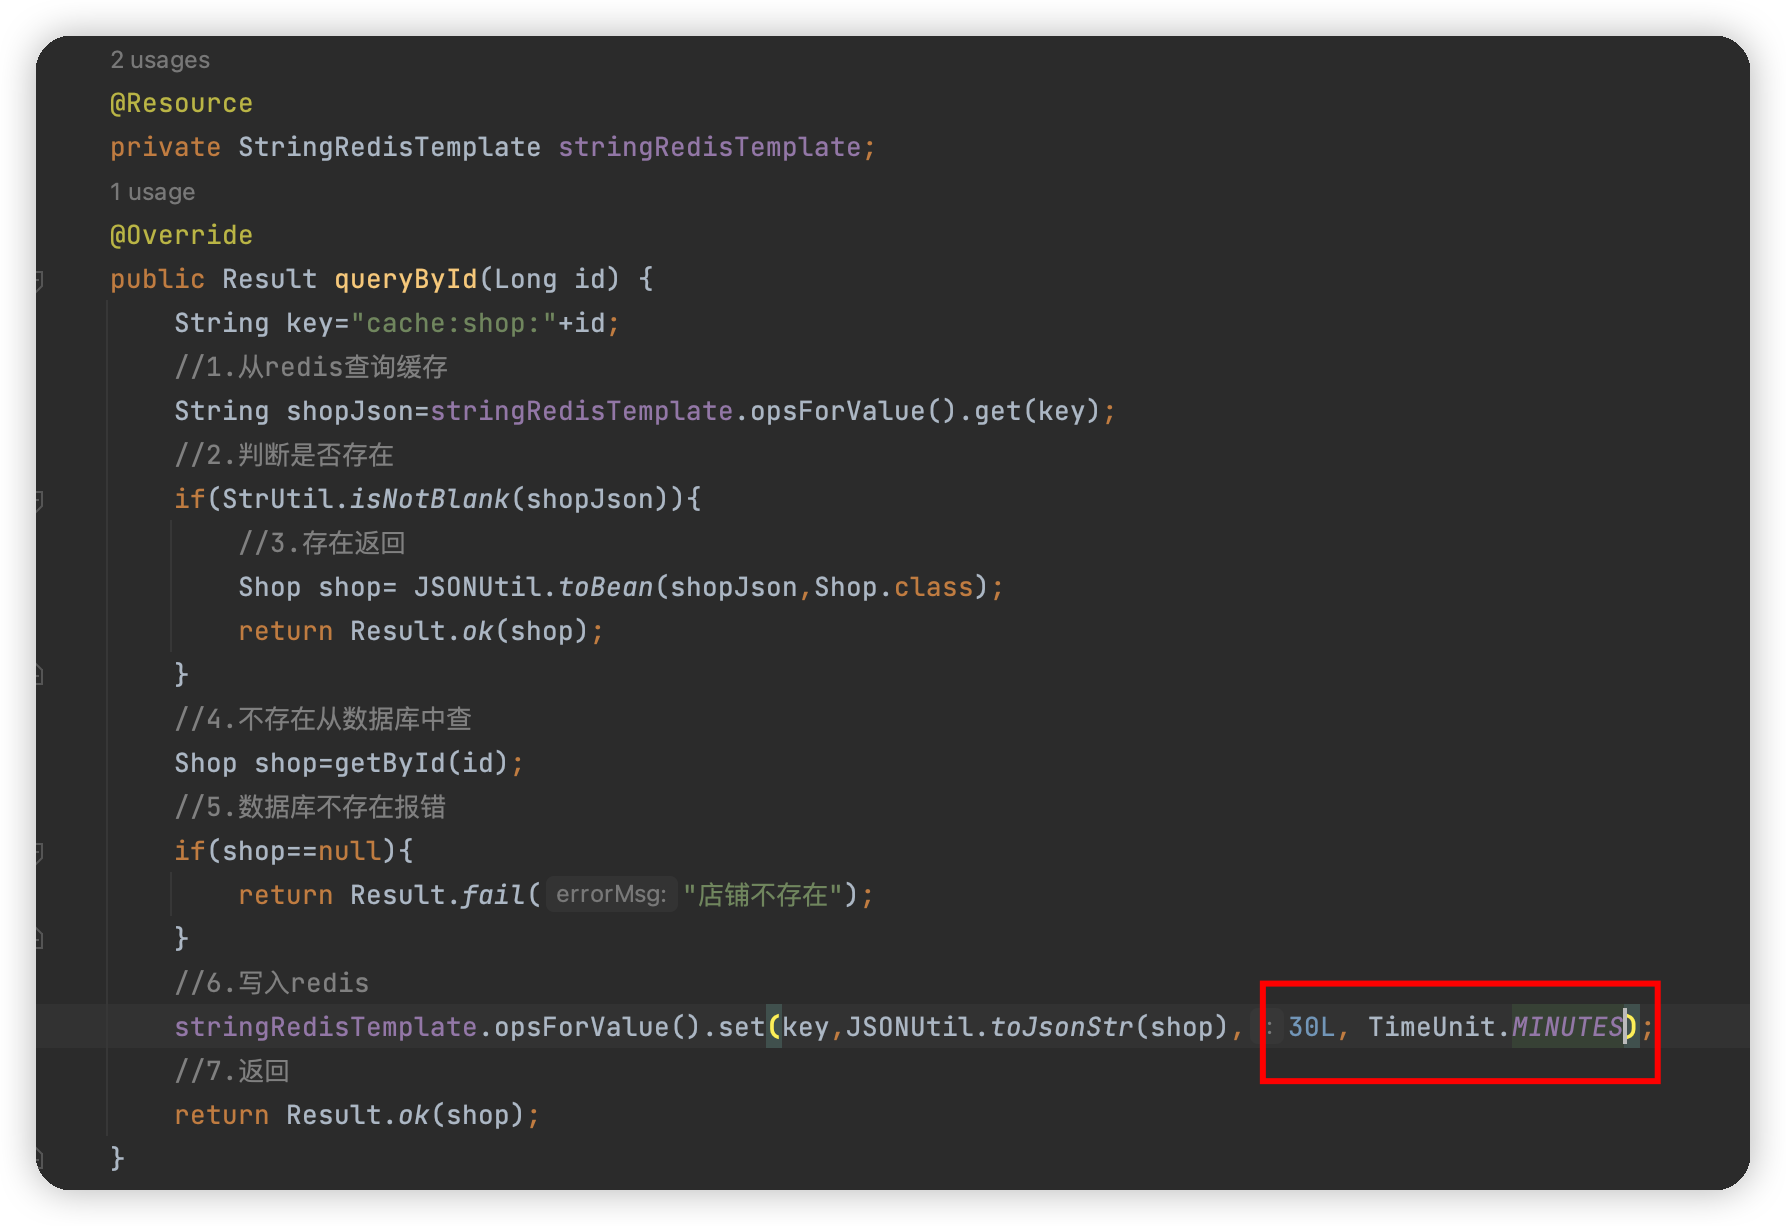 2 usages
@Resource
private StringRedisTemplate stringRedisTemplate;
1 usage
@Override
public Result queryById(Long id) {
String key="cache:shop:"+id;
//1.从redis查询缓存
String shopJson=stringRedisTemplate.opsForValue().get(key);
//2.判断是否存在
if(StrUtil.isNotBlank(shopJson)){
//3.存在返回
Shop shop= JSONUtil.toBean(shopJson,Shop.class);
return Result.ok(shop);
}
//4.不存在从数据库中查
Shop shop=getById(id);
//5.数据库不存在报错
if(shop==null){
return Result.fail( errorMsg: "店铺不存在");
}
//6.写入redis
stringRedisTemplate.opsForValue().set(key,JSONUtil.toJsonStr(shop), : 30L, TimeUnit.MINUTES);
//7.返回
return Result.ok(shop);
}